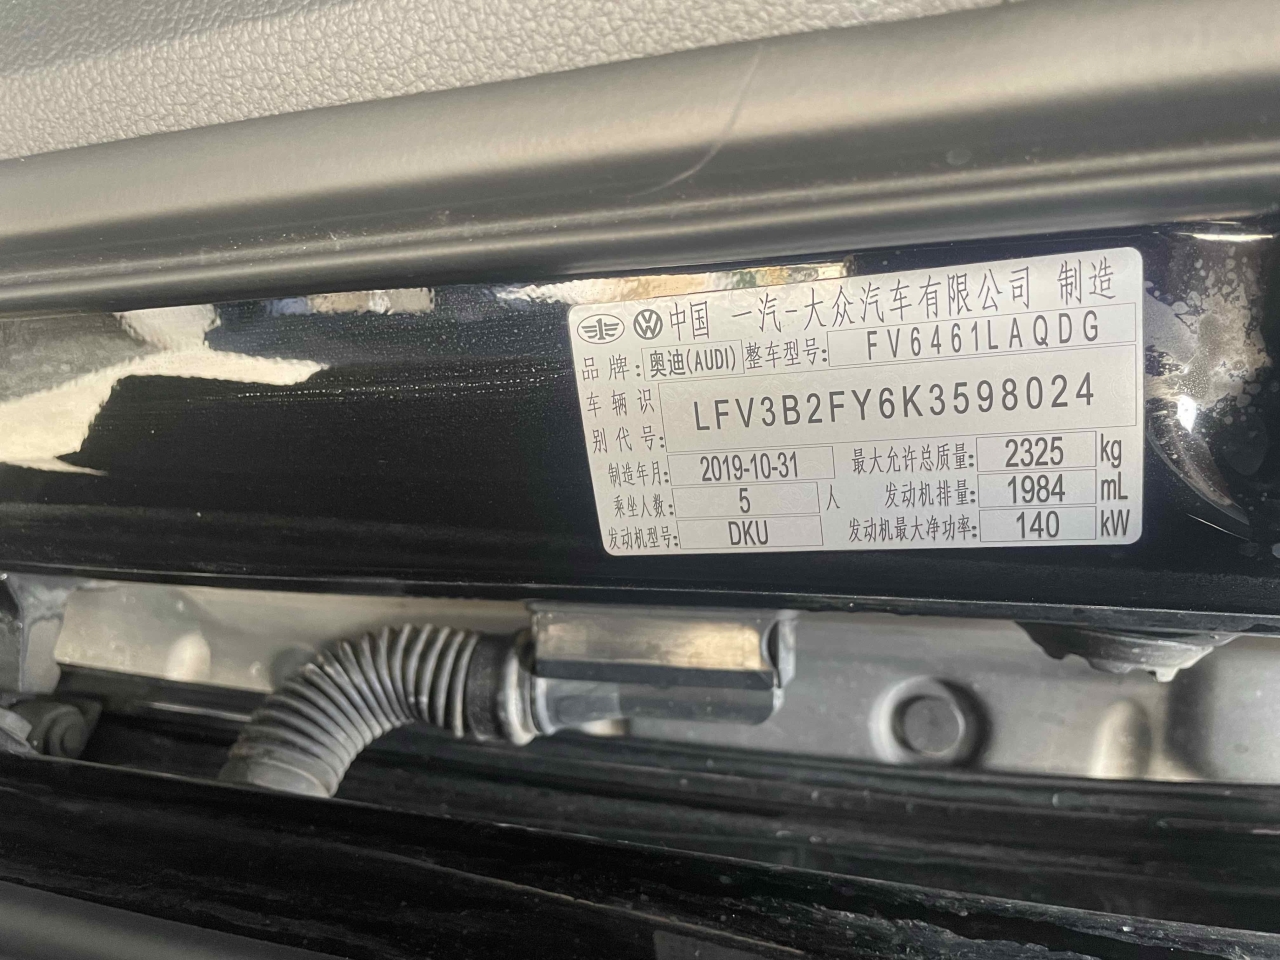 中国 一汽-大众汽车有限公司 制造
品牌: 奥迪(AUDI) 整车型号: FV6461LAQDG
车辆识别代号: LFV3B2FY6K3598024
制造年月: 2019-10-31 最大允许总质量: 2325 kg
乘坐人数: 5 人 发动机排量: 1984 mL
发动机型号: DKU 发动机最大净功率: 140 kW